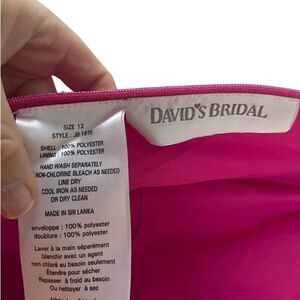 DAVID'S BRIDAL
SIZE 12
STYLE : JB 1675
SHELL : 100% POLYESTER
LINING : 100% POLYESTER
HAND WASH SEPARATELY
NON-CHLORINE BLEACH AS NEEDED
LINE DRY
COOL IRON AS NEEDED
OR DRY CLEAN
MADE IN SRI LANKA
enveloppe : 100% polyester
doublure : 100% polyester
Laver à la main séparément
blanchir avec un agent
non chloré au besoin seulement
Étendre pour sécher
Repasser à fer froid
Ou nettoyer
à sec